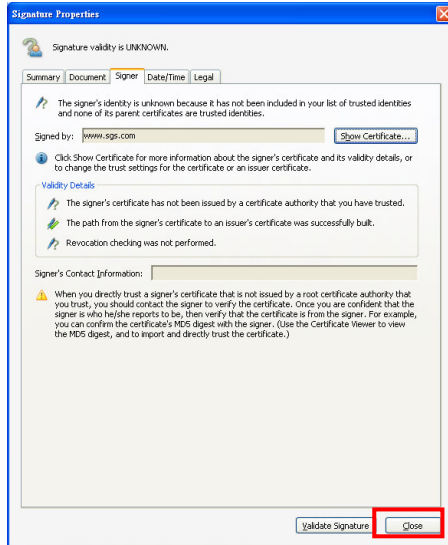 Signature Properties
Signature validity is UNKNOWN.
Summary Document Signer Date/Time Legal
The signer's identity is unknown because it has not been included in your list of trusted identities
and none of its parent certificates are trusted identities.
Signed by: www.sgs.com Show Certificate...
Click Show Certificate for more information about the signer's certificate and its validity details, or
to change the trust settings for the certificate or an issuer certificate.
Validity Details
The signer's certificate has not been issued by a certificate authority that you have trusted.
The path from the signer's certificate to an issuer's certificate was successfully built.
Revocation checking was not performed.
Signer's Contact Information:
When you directly trust a signer's certificate that is not issued by a root certificate authority that
you trust, you should contact the signer to verify the certificate. Once you are confident that the
signer is who he/she reports to be, then verify that the certificate is from the signer. For example,
you can confirm the certificate's MD5 digest with the signer. (Use the Certificate Viewer to view
the MD5 digest, and to import and directly trust the certificate.)
Validate Signature Close